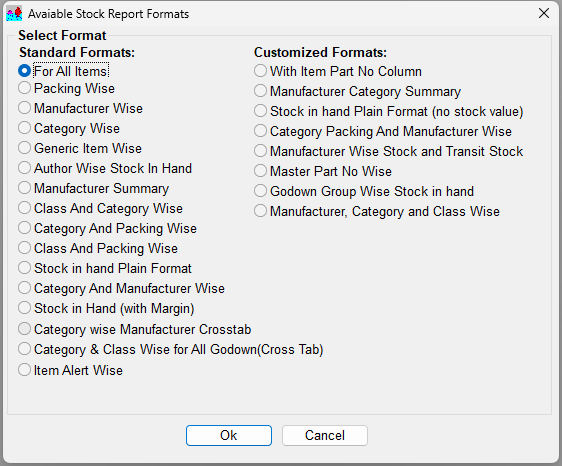 Avaiable Stock Report Formats
Select Format
Standard Formats:
For All Items
Packing Wise
Manufacturer Wise
Category Wise
Generic Item Wise
Author Wise Stock In Hand
Manufacturer Summary
Class And Category Wise
Category And Packing Wise
Class And Packing Wise
Stock in hand Plain Format
Category And Manufacturer Wise
Stock in Hand (with Margin)
Category wise Manufacturer Crosstab
Category & Class Wise for All Godown(Cross Tab)
Item Alert Wise
Customized Formats:
With Item Part No Column
Manufacturer Category Summary
Stock in hand Plain Format (no stock value)
Category Packing And Manufacturer Wise
Manufacturer Wise Stock and Transit Stock
Master Part No Wise
Godown Group Wise Stock in hand
Manufacturer, Category and Class Wise
Ok
Cancel